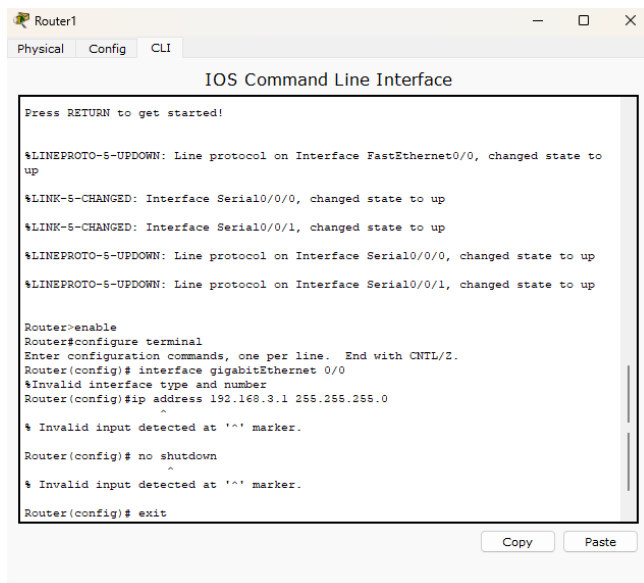 Router1
Physical Config CLI
IOS Command Line Interface
Press RETURN to get started!
%LINEPROTO-5-UPDOWN: Line protocol on Interface FastEthernet0/0, changed state to
up
%LINK-5-CHANGED: Interface Serial0/0/0, changed state to up
%LINK-5-CHANGED: Interface Serial0/0/1, changed state to up
%LINEPROTO-5-UPDOWN: Line protocol on Interface Serial0/0/0, changed state to up
%LINEPROTO-5-UPDOWN: Line protocol on Interface Serial0/0/1, changed state to up
Router>enable
Router#configure terminal
Enter configuration commands, one per line.  End with CNTL/Z.
Router(config)# interface gigabitEthernet 0/0
%Invalid interface type and number
Router(config)#ip address 192.168.3.1 255.255.255.0
^
% Invalid input detected at '^' marker.
Router(config)# no shutdown
^
% Invalid input detected at '^' marker.
Router(config)# exit
Copy Paste